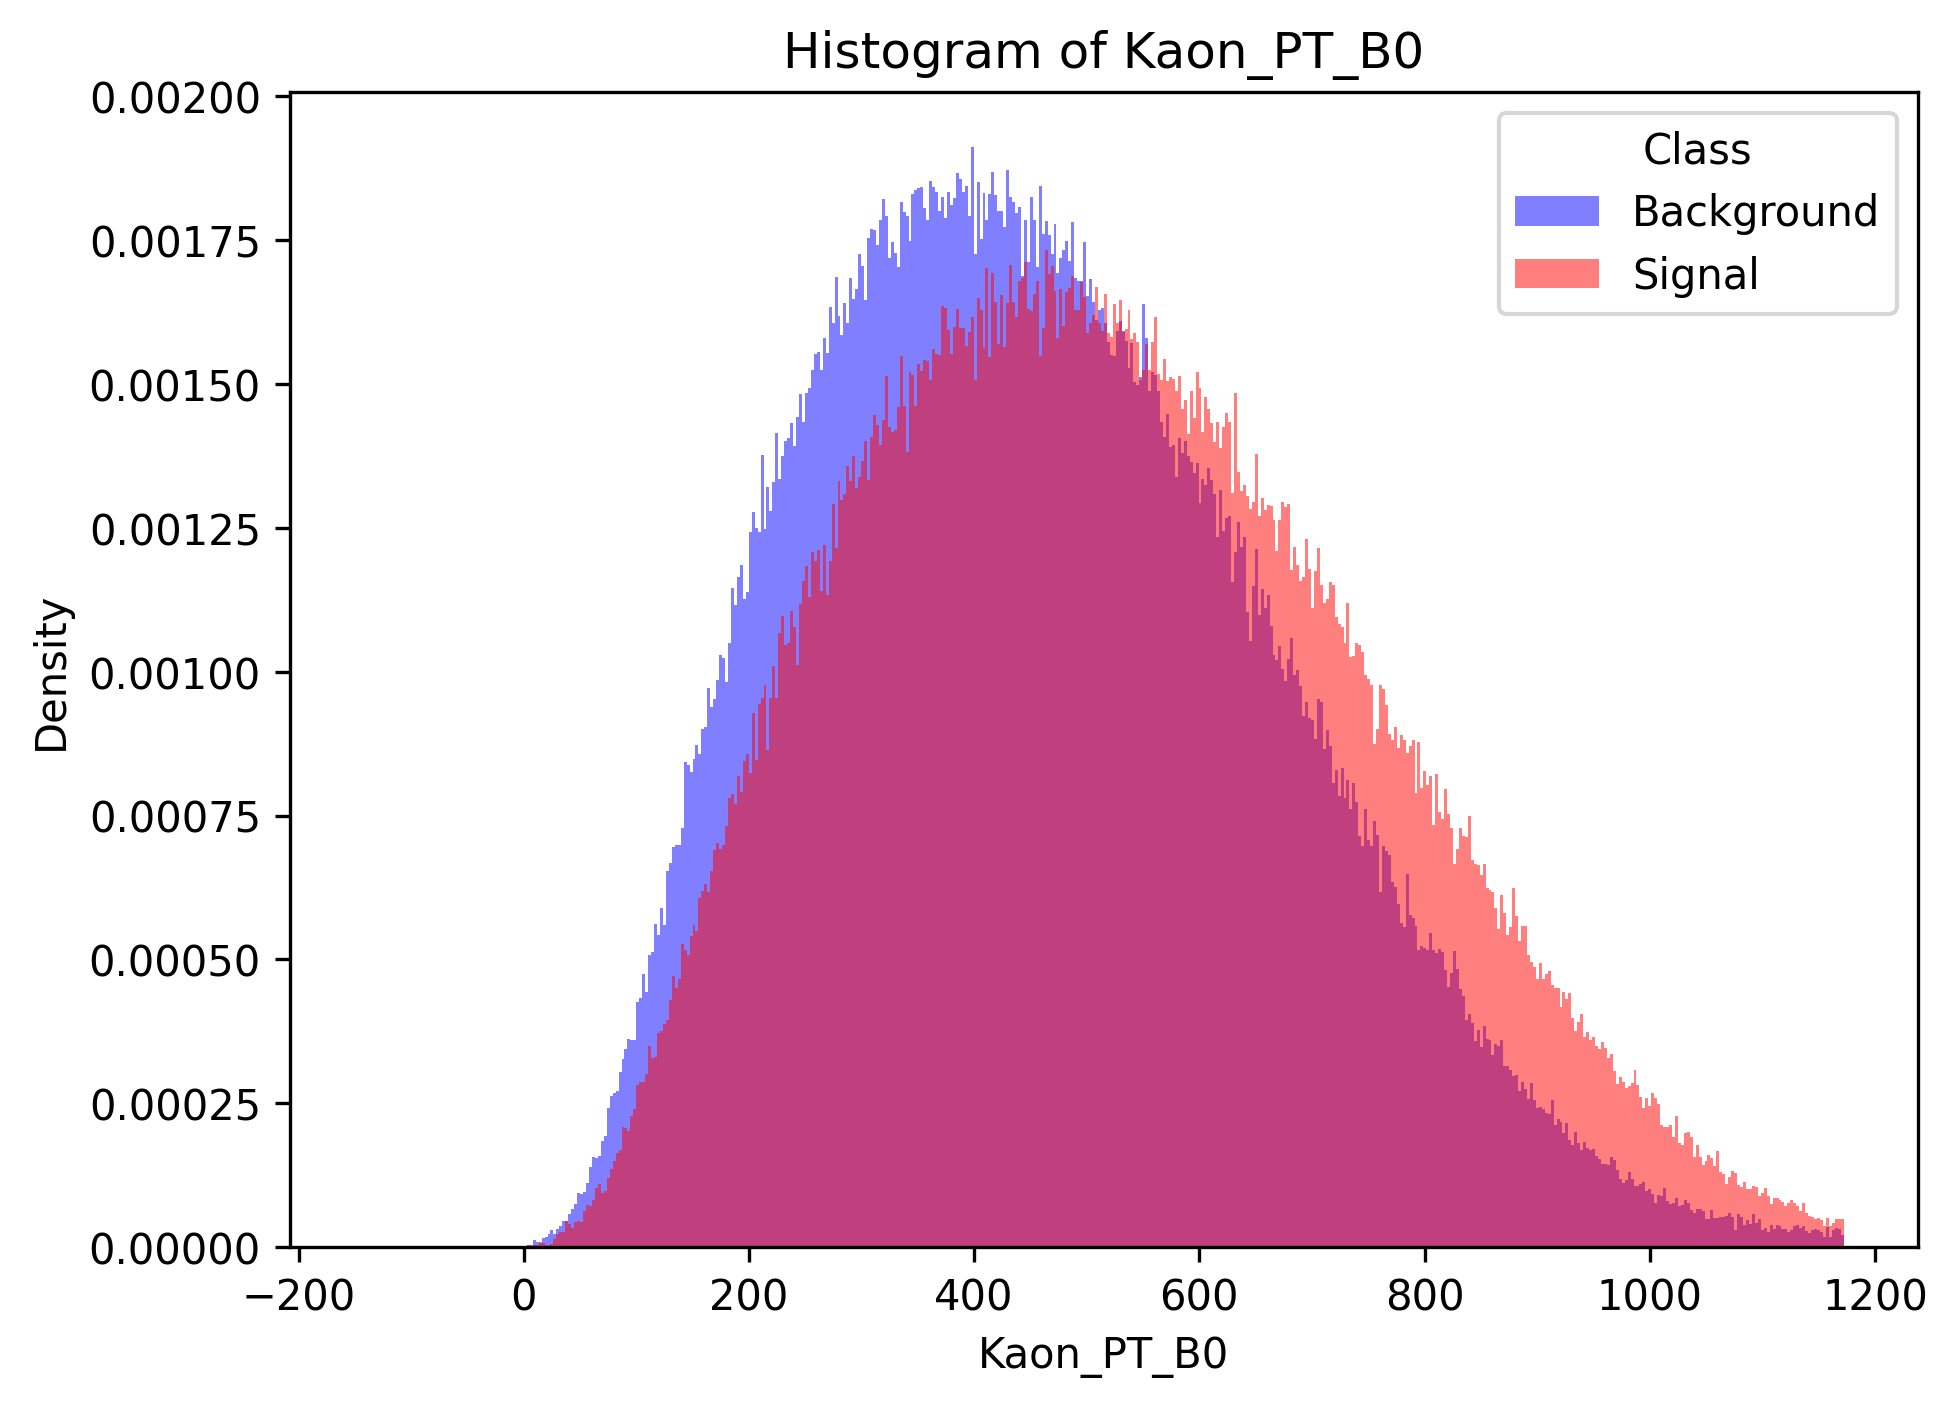 Histogram of Kaon_PT_B0
Class
Background
Signal
0.00200
0.00175
0.00150
0.00125
0.00100
0.00075
0.00050
0.00025
0.00000
Density
−200 0 200 400 600 800 1000 1200
Kaon_PT_B0